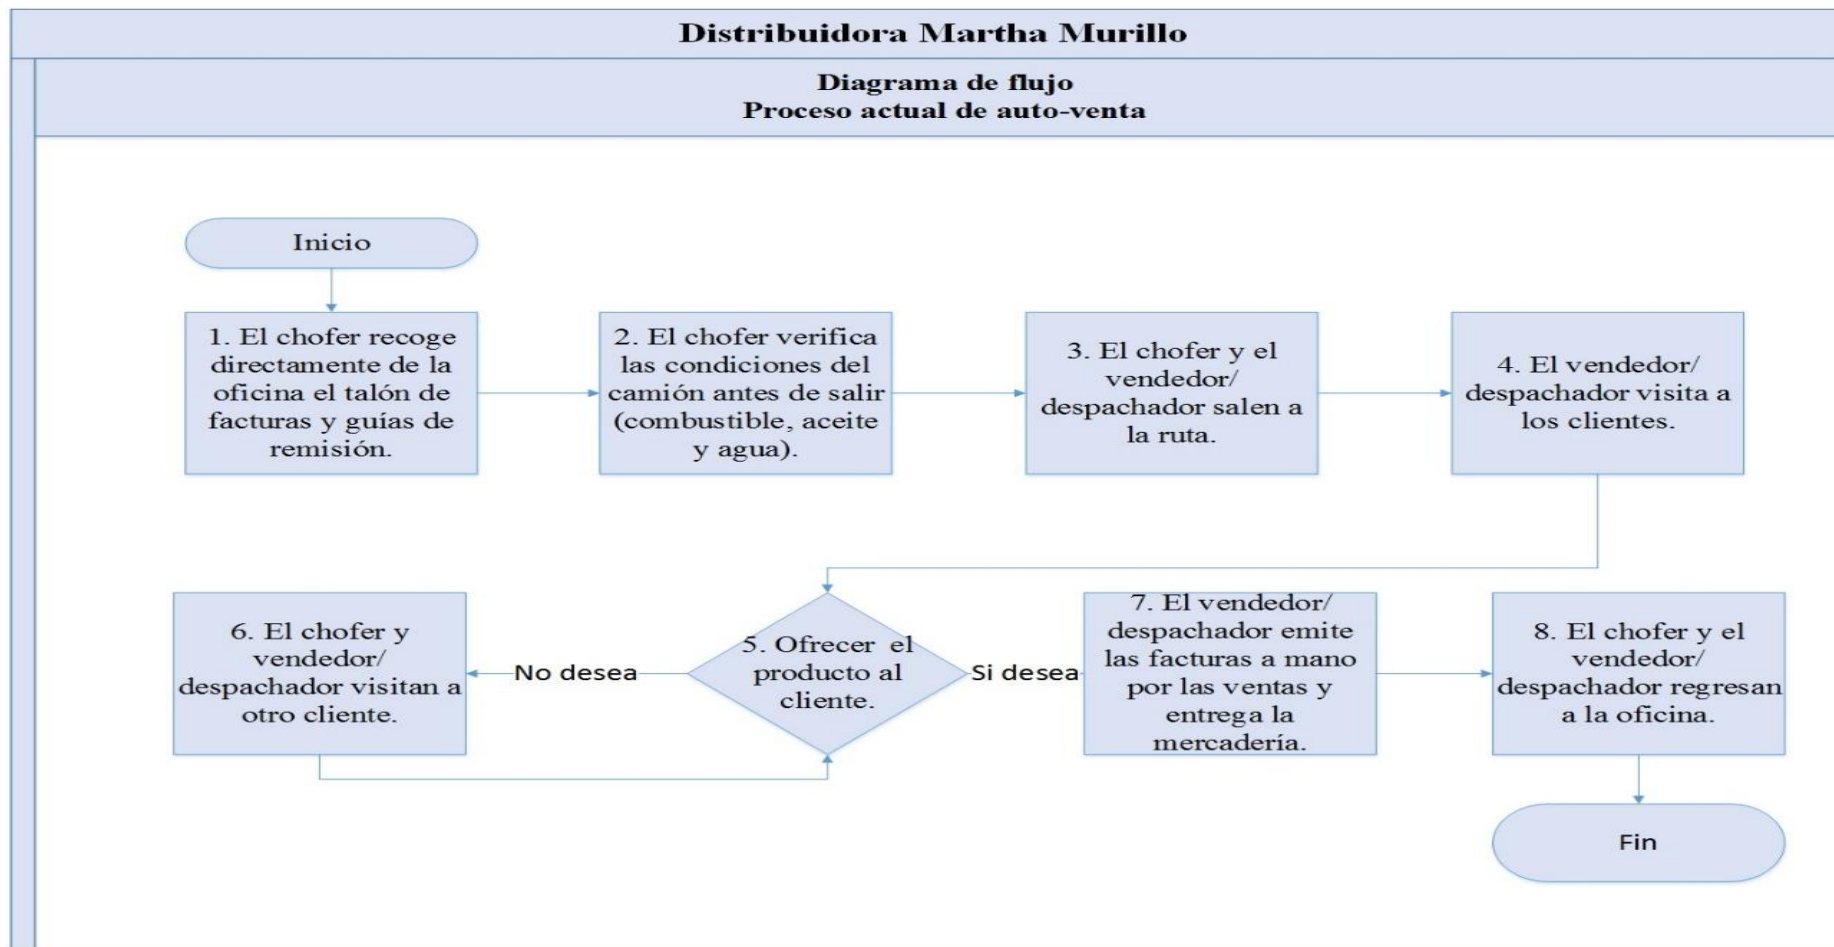 Distribuidora Martha Murillo
Diagrama de flujo
Proceso actual de auto-venta
Inicio
1. El chofer recoge
directamente de la
oficina el talón de
facturas y guías de
remisión.
2. El chofer verifica
las condiciones del
camión antes de salir
(combustible, aceite
y agua).
3. El chofer y el
vendedor/
despachador salen a
la ruta.
4. El vendedor/
despachador visita a
los clientes.
6. El chofer y
vendedor/
despachador visitan a
otro cliente.
No desea
5. Ofrecer el
producto al
cliente.
Si desea
7. El vendedor/
despachador emite
las facturas a mano
por las ventas y
entrega la
mercadería.
8. El chofer y el
vendedor/
despachador regresan
a la oficina.
Fin